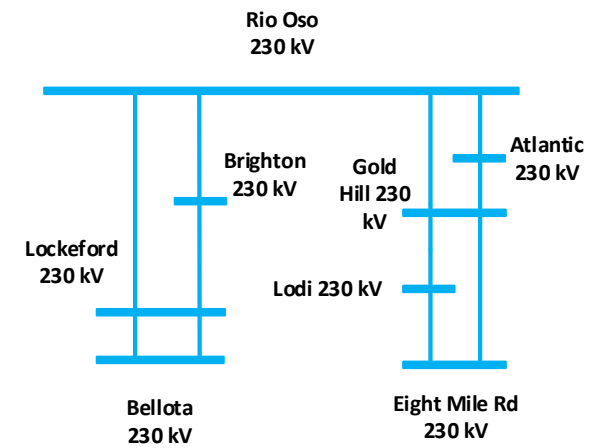 Rio Oso
230 kV
Brighton
230 kV
Gold
Hill 230
kV
Atlantic
230 kV
Lockeford
230 kV
Lodi 230 kV
Bellota
230 kV
Eight Mile Rd
230 kV